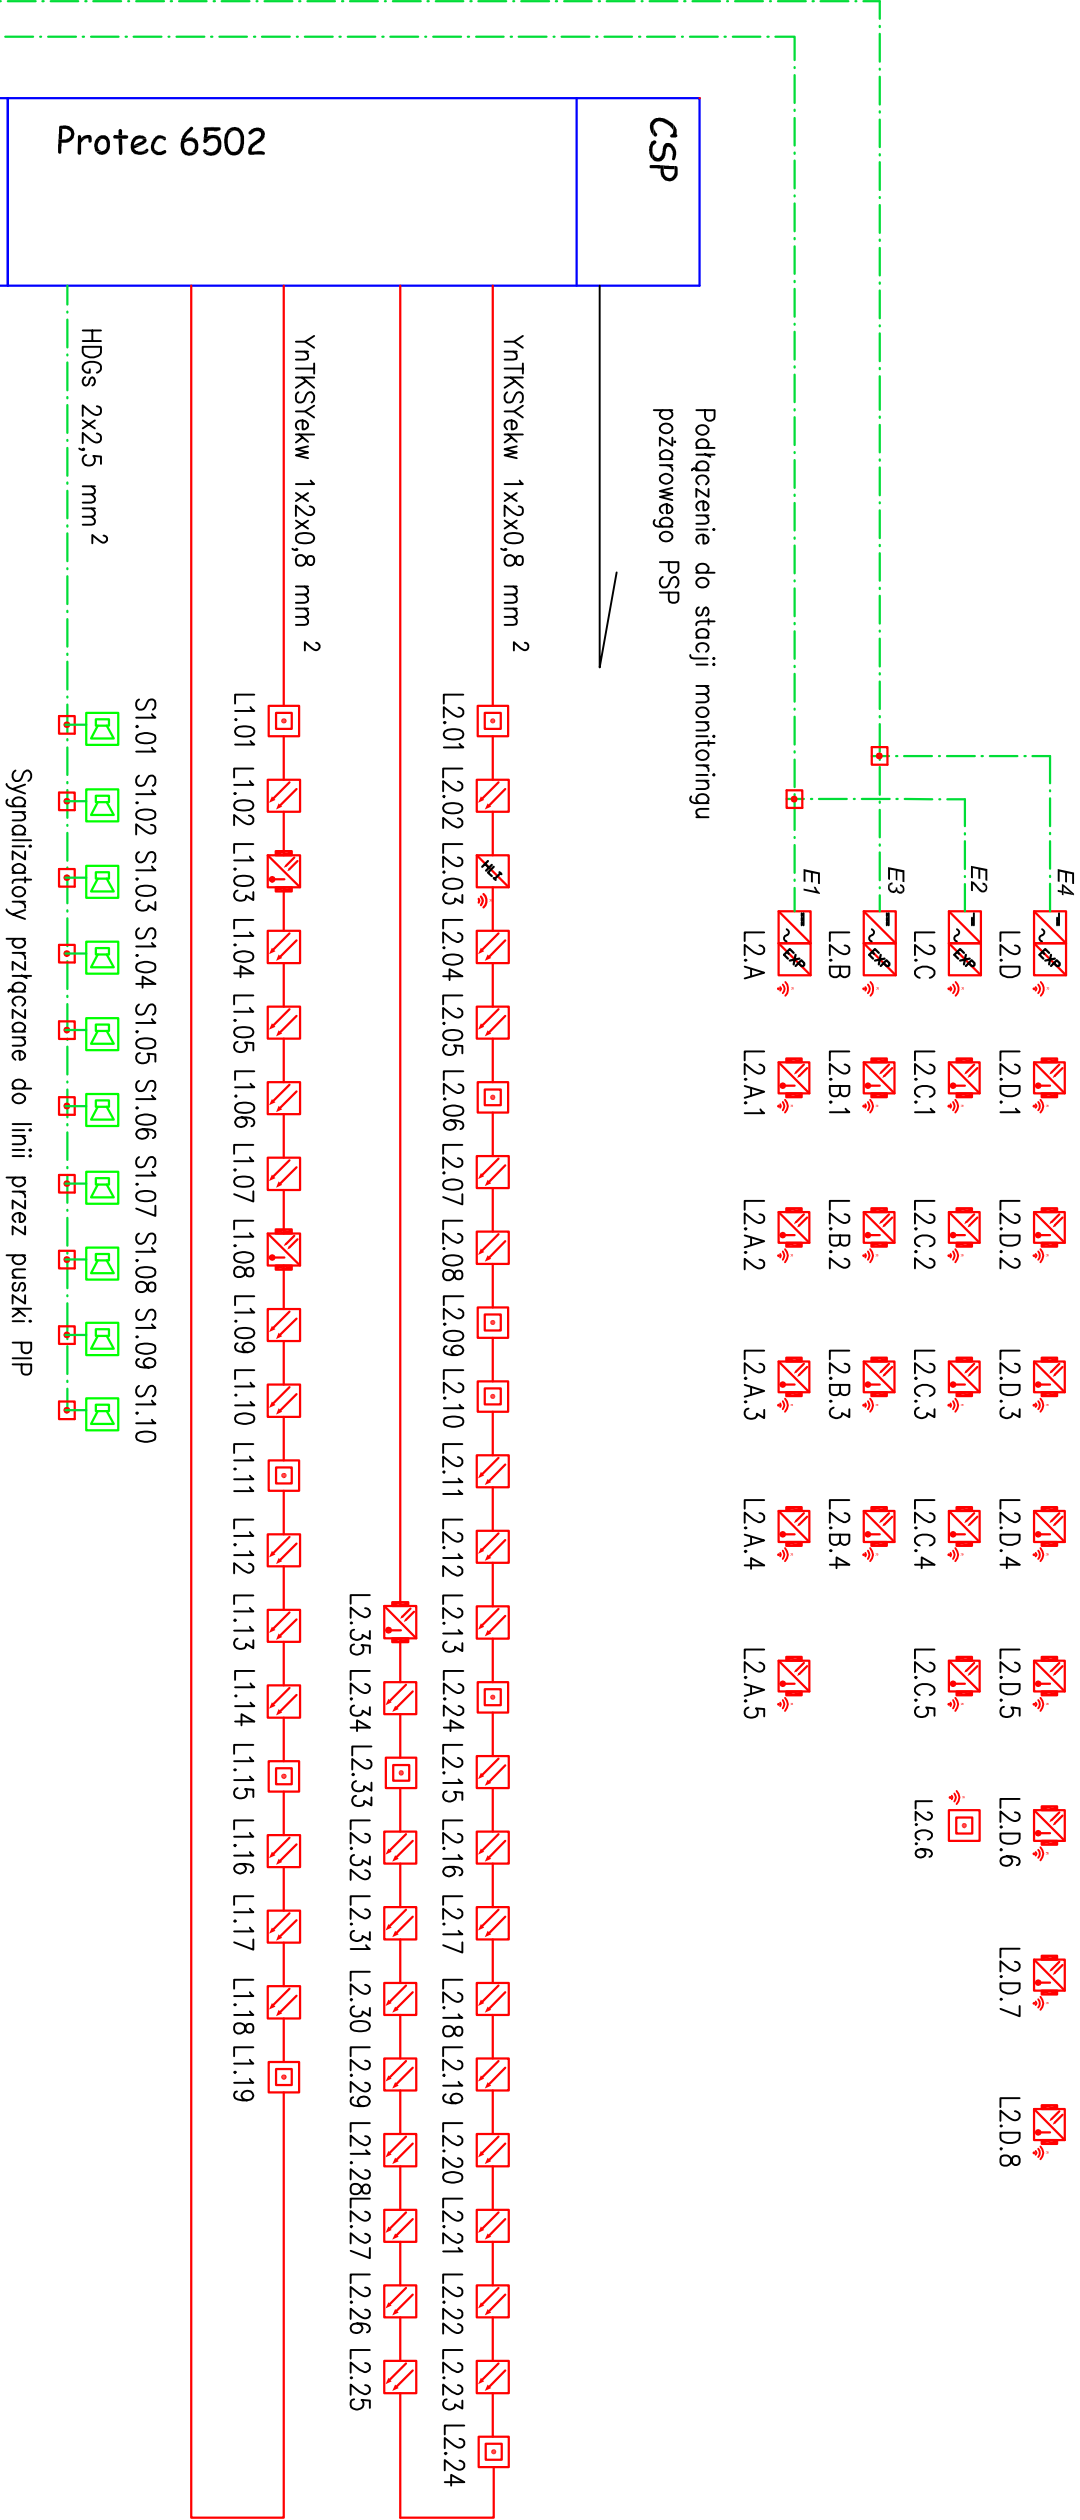 Protec 6502
CSP
Podłączenie do stacji monitoringu
pożarowego PSP
E4
E2
E3
E1
L2.D
L2.D.1
L2.D.2
L2.D.3
L2.D.4
L2.D.5
L2.D.6
L2.D.7
L2.D.8
L2.C
L2.C.1
L2.C.2
L2.C.3
L2.C.4
L2.C.5
L2.C.6
L2.B
L2.B.1
L2.B.2
L2.B.3
L2.B.4
L2.A
L2.A.1
L2.A.2
L2.A.3
L2.A.4
L2.A.5
EXP
EXP
EXP
EXP
YnTKSYekw 1x2x0,8 mm 2
HLI
L2.01 L2.02 L2.03 L2.04 L2.05 L2.06 L2.07 L2.08 L2.09 L2.10 L2.11 L2.12 L2.13 L2.24 L2.15 L2.16 L2.17 L2.18 L2.19 L2.20 L2.21 L2.22 L2.23 L2.24
L2.35 L2.34 L2.33 L2.32 L2.31 L2.30 L2.29 L21.28 L2.27 L2.26 L2.25
YnTKSYekw 1x2x0,8 mm 2
L1.01 L1.02 L1.03 L1.04 L1.05 L1.06 L1.07 L1.08 L1.09 L1.10 L1.11 L1.12 L1.13 L1.14 L1.15 L1.16 L1.17 L1.18 L1.19
HDGs 2x2,5 mm 2
S1.01 S1.02 S1.03 S1.04 S1.05 S1.06 S1.07 S1.08 S1.09 S1.10
Sygnalizatory przłączane do linii przez puszki PIP